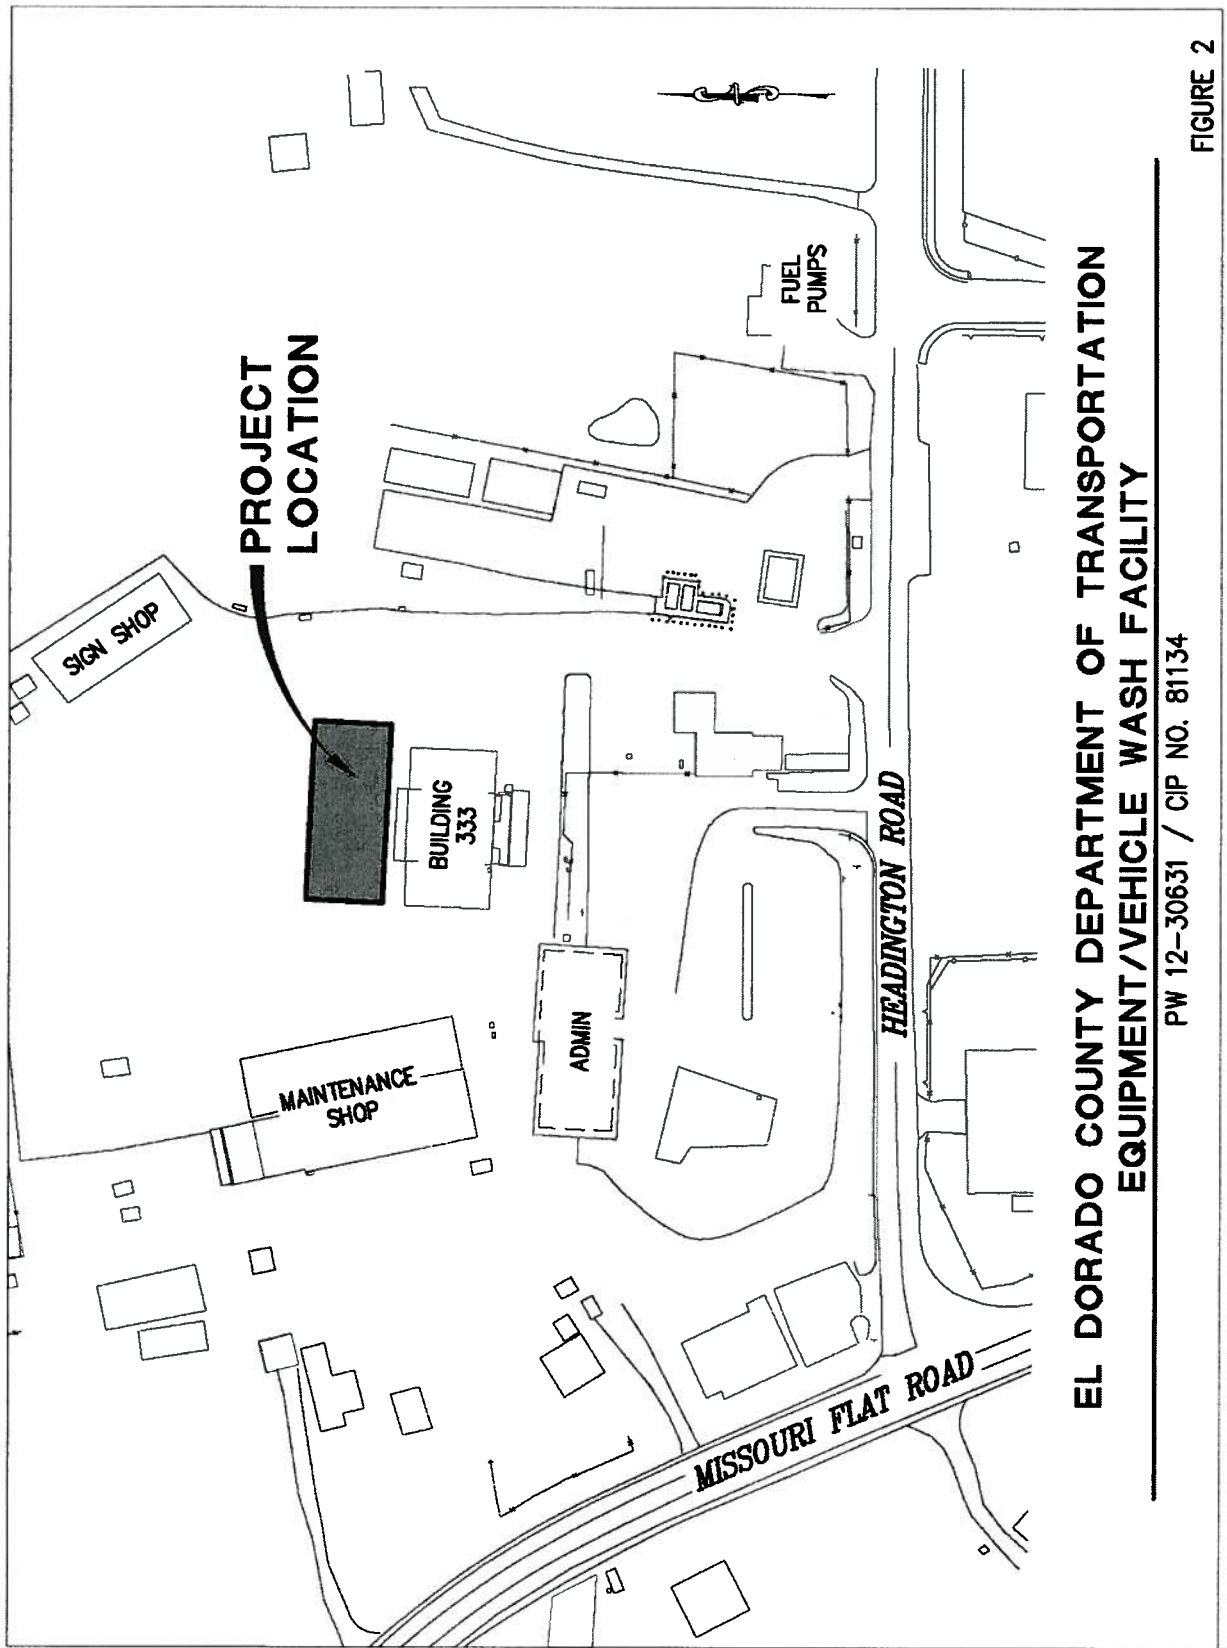 SIGN SHOP
PROJECT
LOCATION
MAINTENANCE
SHOP
BUILDING
333
ADMIN
FUEL
PUMPS
HEADINGTON ROAD
MISSOURI FLAT ROAD
EL DORADO COUNTY DEPARTMENT OF TRANSPORTATION
EQUIPMENT/VEHICLE WASH FACILITY
PW 12-30631 / CIP NO. 81134
FIGURE 2